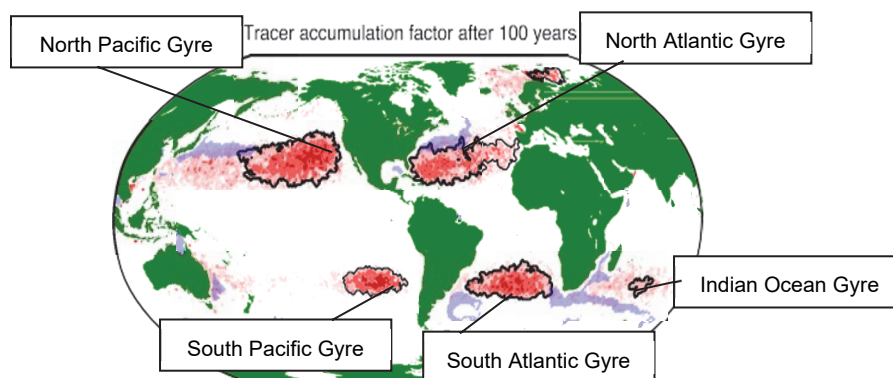 North Pacific Gyre
Tracer accumulation factor after 100 years
North Atlantic Gyre
Indian Ocean Gyre
South Pacific Gyre
South Atlantic Gyre